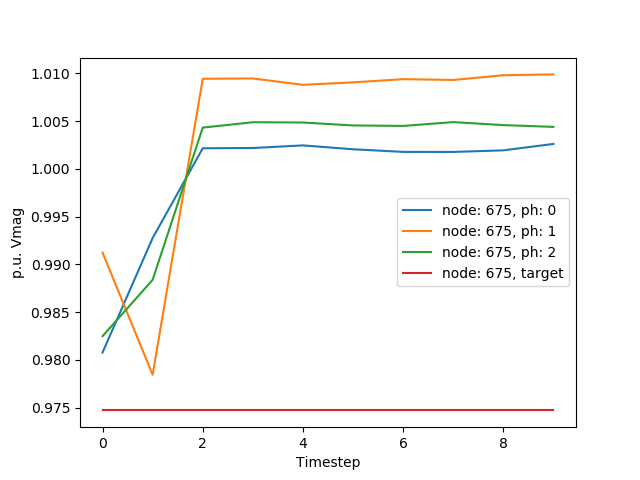 1.010
1.005
1.000
0.995
0.990
0.985
0.980
0.975
p.u. Vmag
node: 675, ph: 0
node: 675, ph: 1
node: 675, ph: 2
node: 675, target
0 2 4 6 8
Timestep